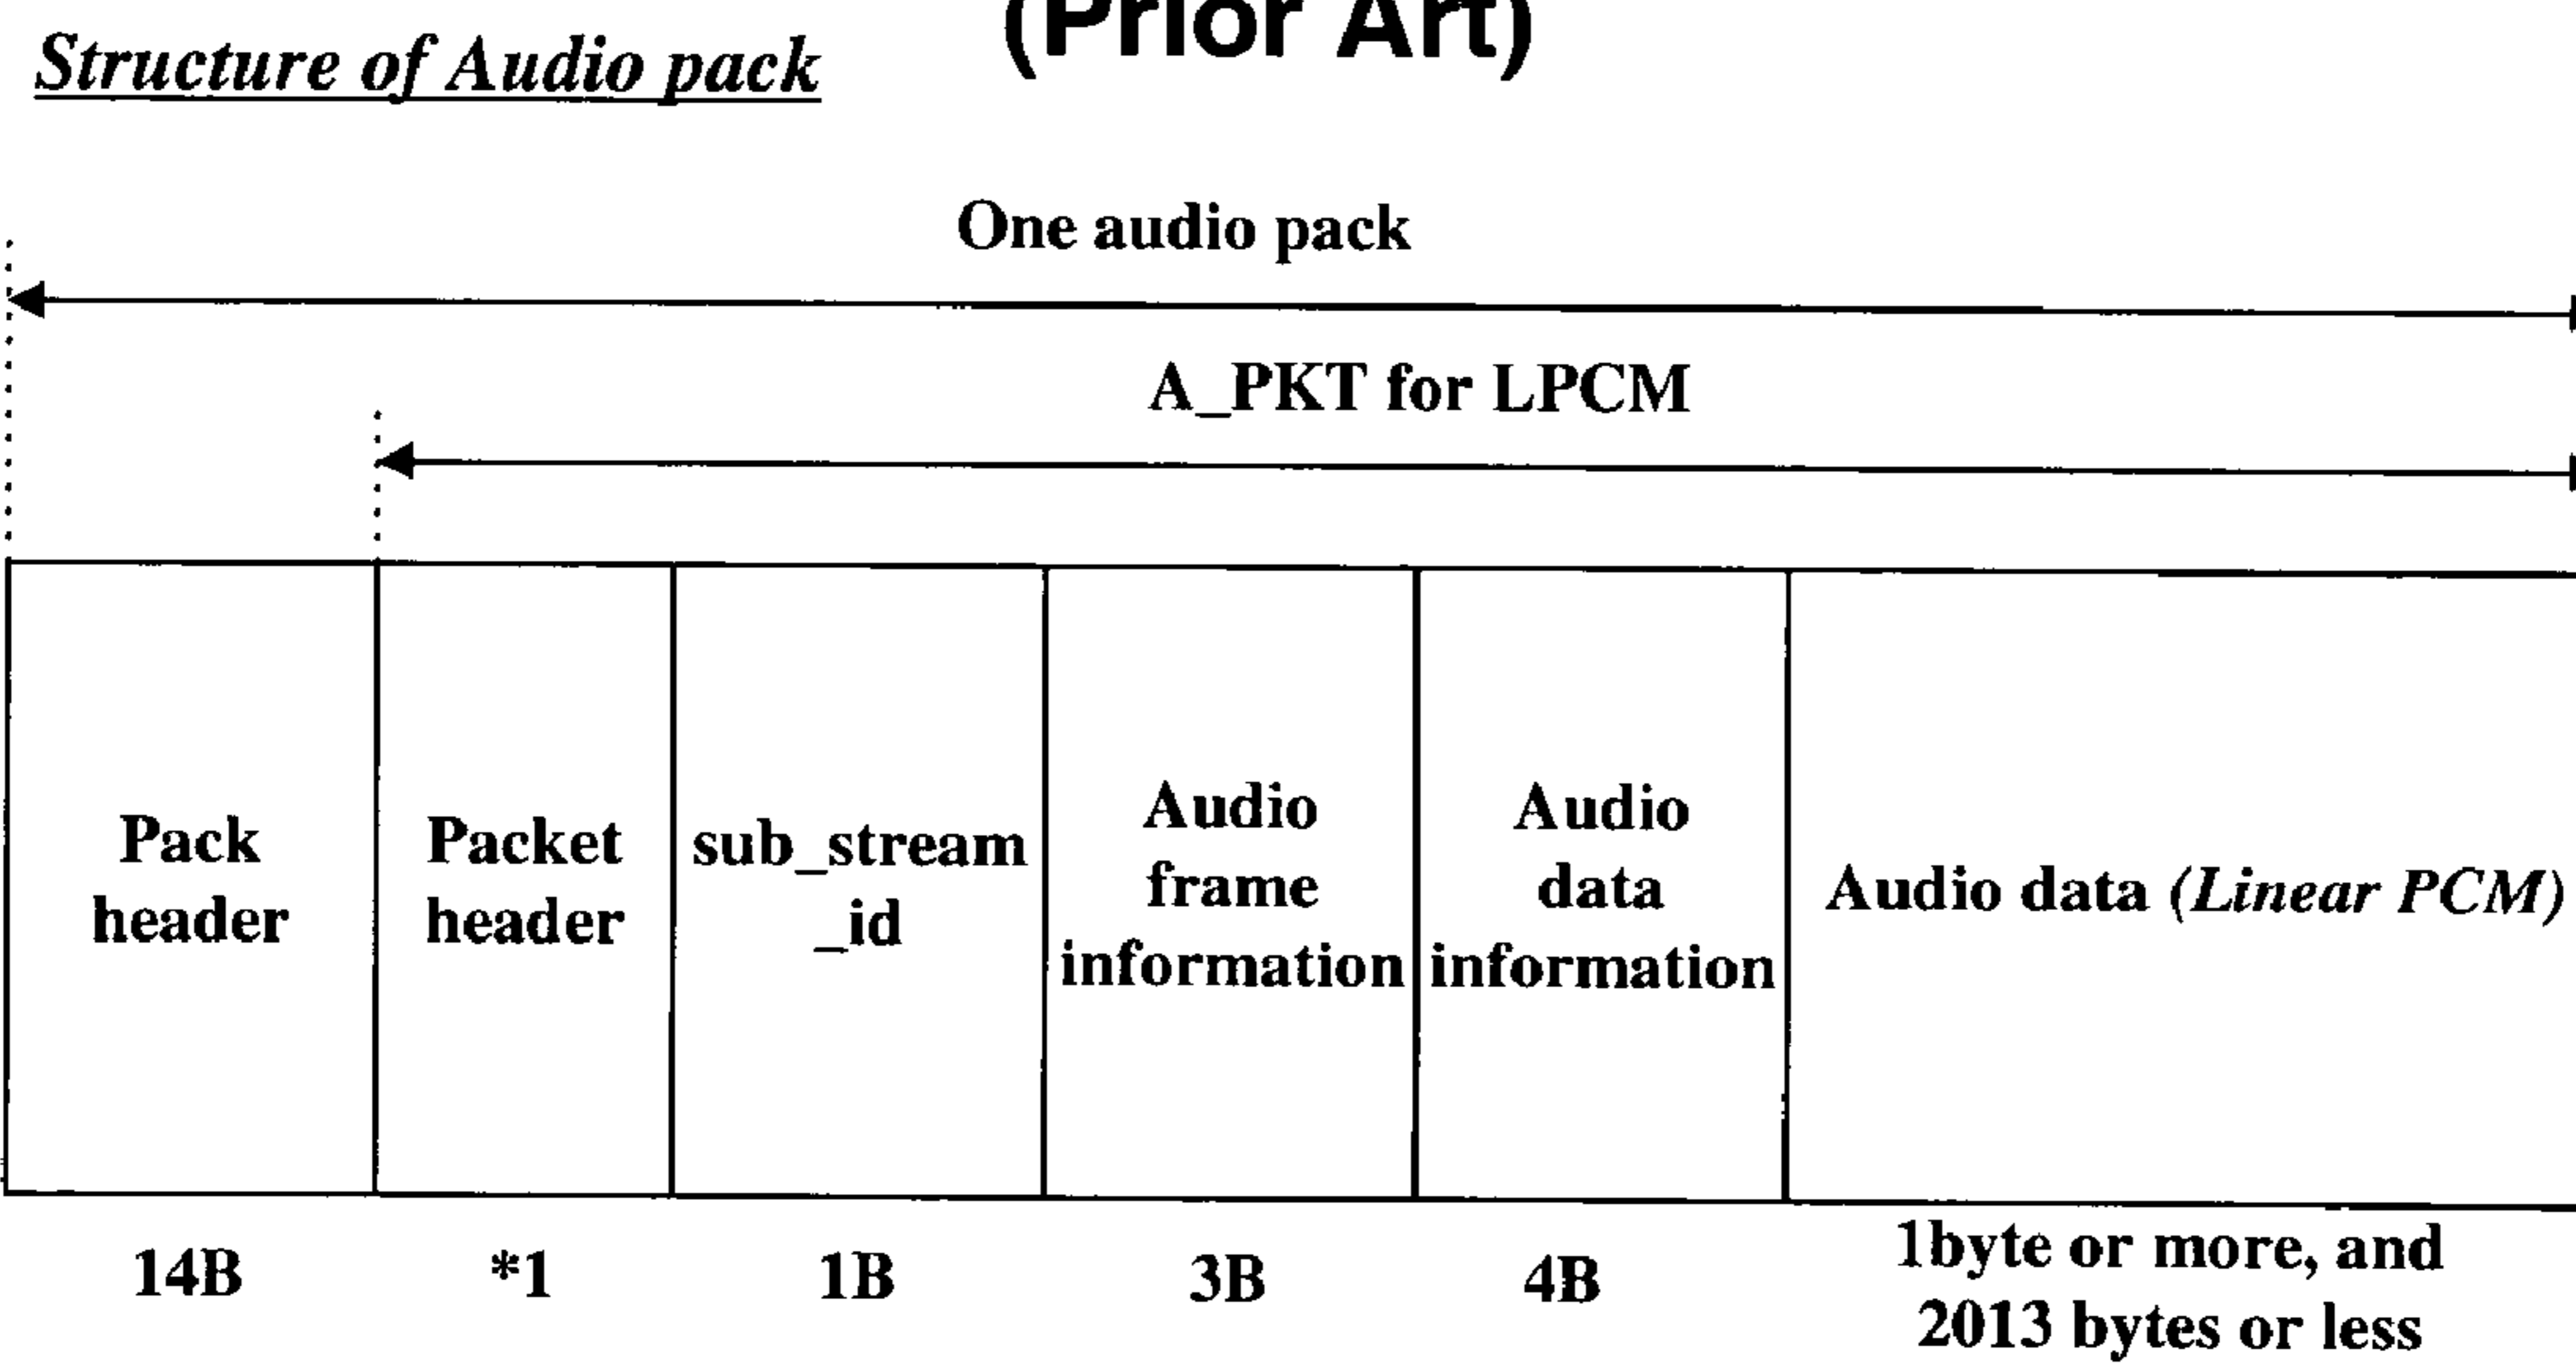 (Prior Art)
Structure of Audio pack
One audio pack
A_PKT for LPCM
Pack
header
Packet
header
sub_stream
_id
Audio
frame
information
Audio
data
information
Audio data (Linear PCM)
14B
*1
1B
3B
4B
1byte or more, and
2013 bytes or less